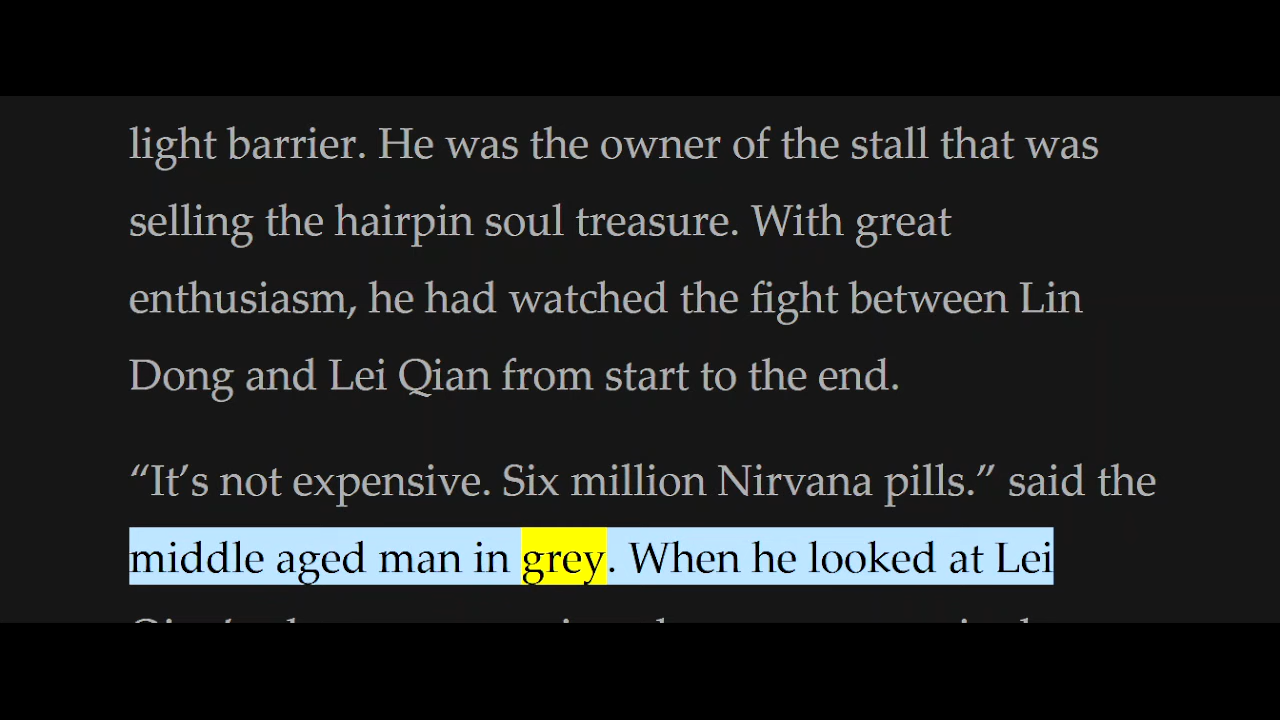 light barrier. He was the owner of the stall that was
selling the hairpin soul treasure. With great
enthusiasm, he had watched the fight between Lin
Dong and Lei Qian from start to the end.
“It’s not expensive. Six million Nirvana pills.” said the
middle aged man in grey. When he looked at Lei